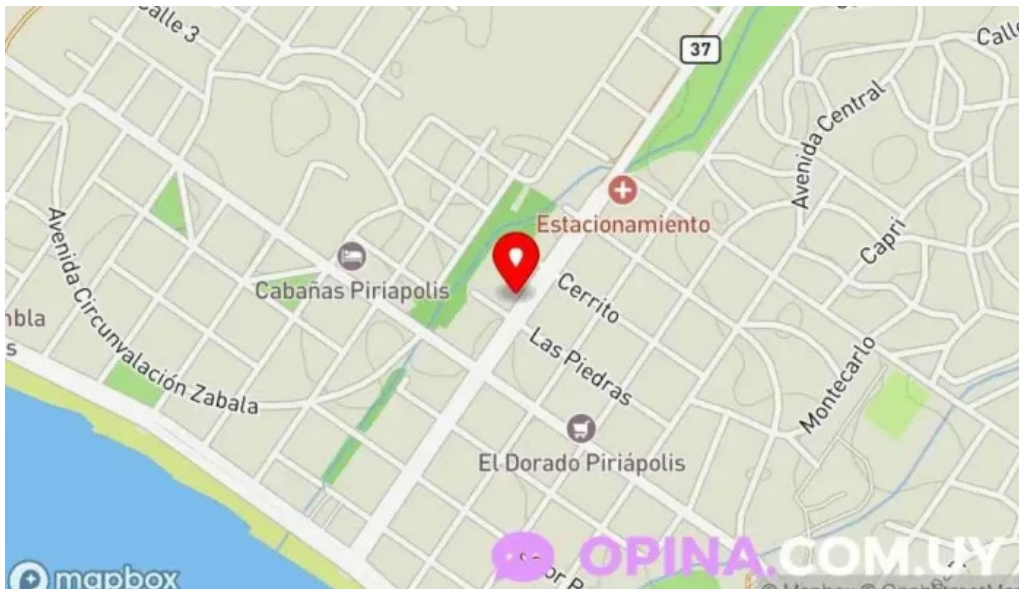 Calle 3
37
Calle
Avenida Central
Estacionamiento
Capri
Avenida Circunvalación Zabala
Cabañas Piriapolis
Cerrito
Las Piedras
Montecarlo
El Dorado Piriápolis
OPINA.COM.UY
mapbox